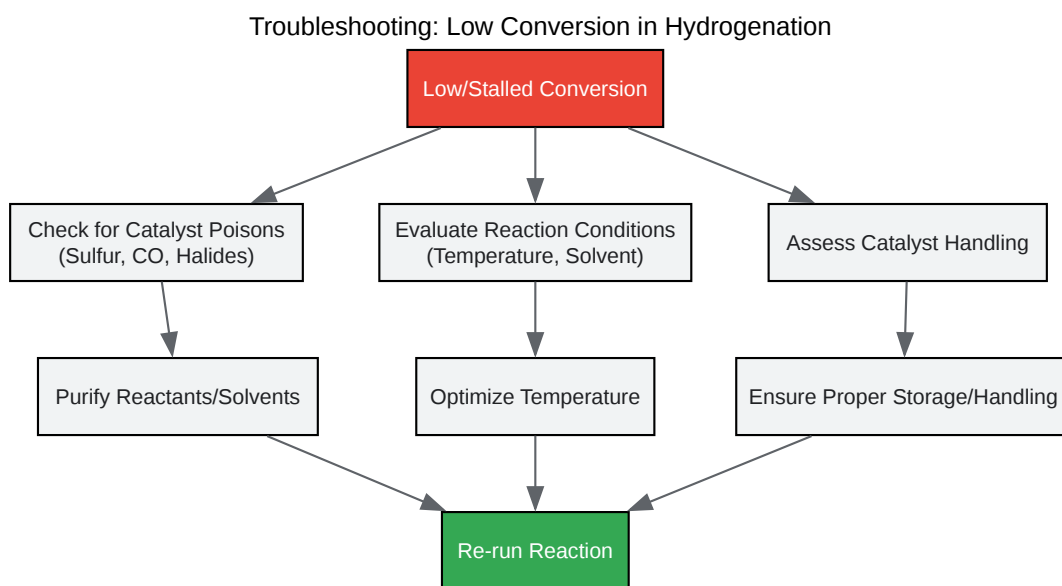 Troubleshooting: Low Conversion in Hydrogenation
Low/Stalled Conversion
Check for Catalyst Poisons
(Sulfur, CO, Halides)
Evaluate Reaction Conditions
(Temperature, Solvent)
Assess Catalyst Handling
Purify Reactants/Solvents
Optimize Temperature
Ensure Proper Storage/Handling
Re-run Reaction